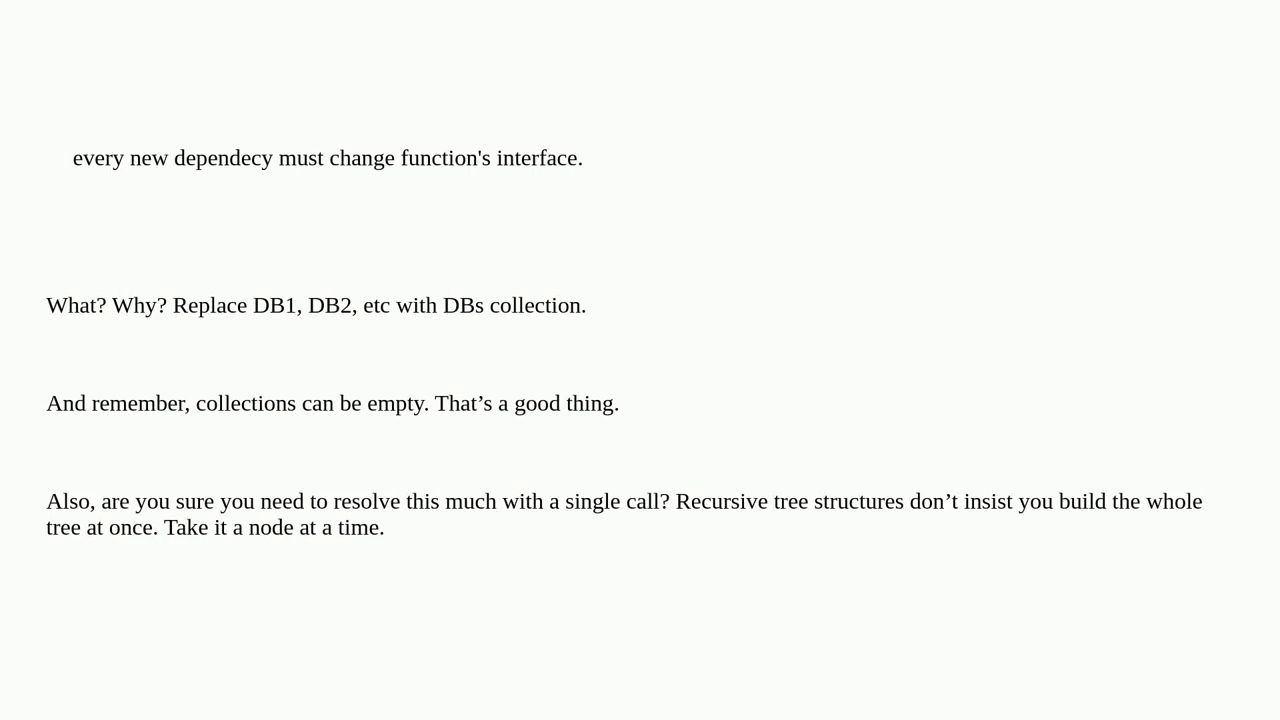 every new dependecy must change function's interface.
What? Why? Replace DB1, DB2, etc with DBs collection.
And remember, collections can be empty. That’s a good thing.
Also, are you sure you need to resolve this much with a single call? Recursive tree structures don’t insist you build the whole
tree at once. Take it a node at a time.